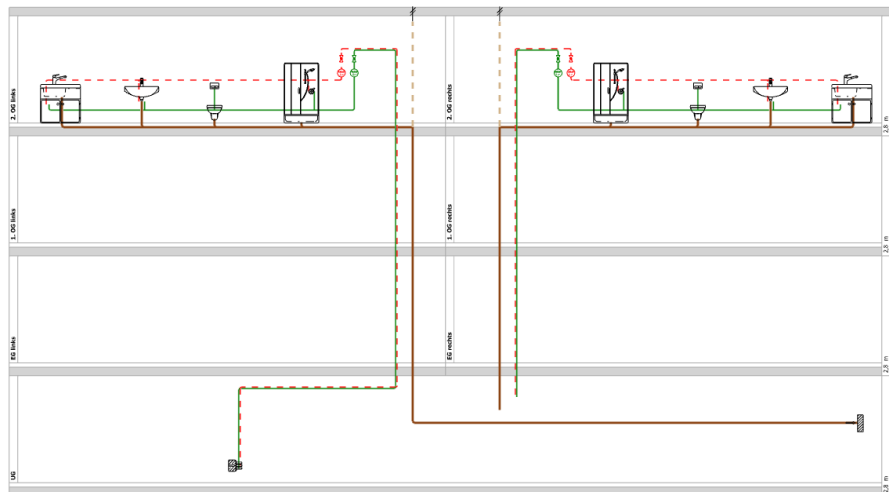 2. OG links
2. OG rechts
2,8 m
1. OG links
1. OG rechts
2,8 m
EG links
EG rechts
2,8 m
UG
2,8 m